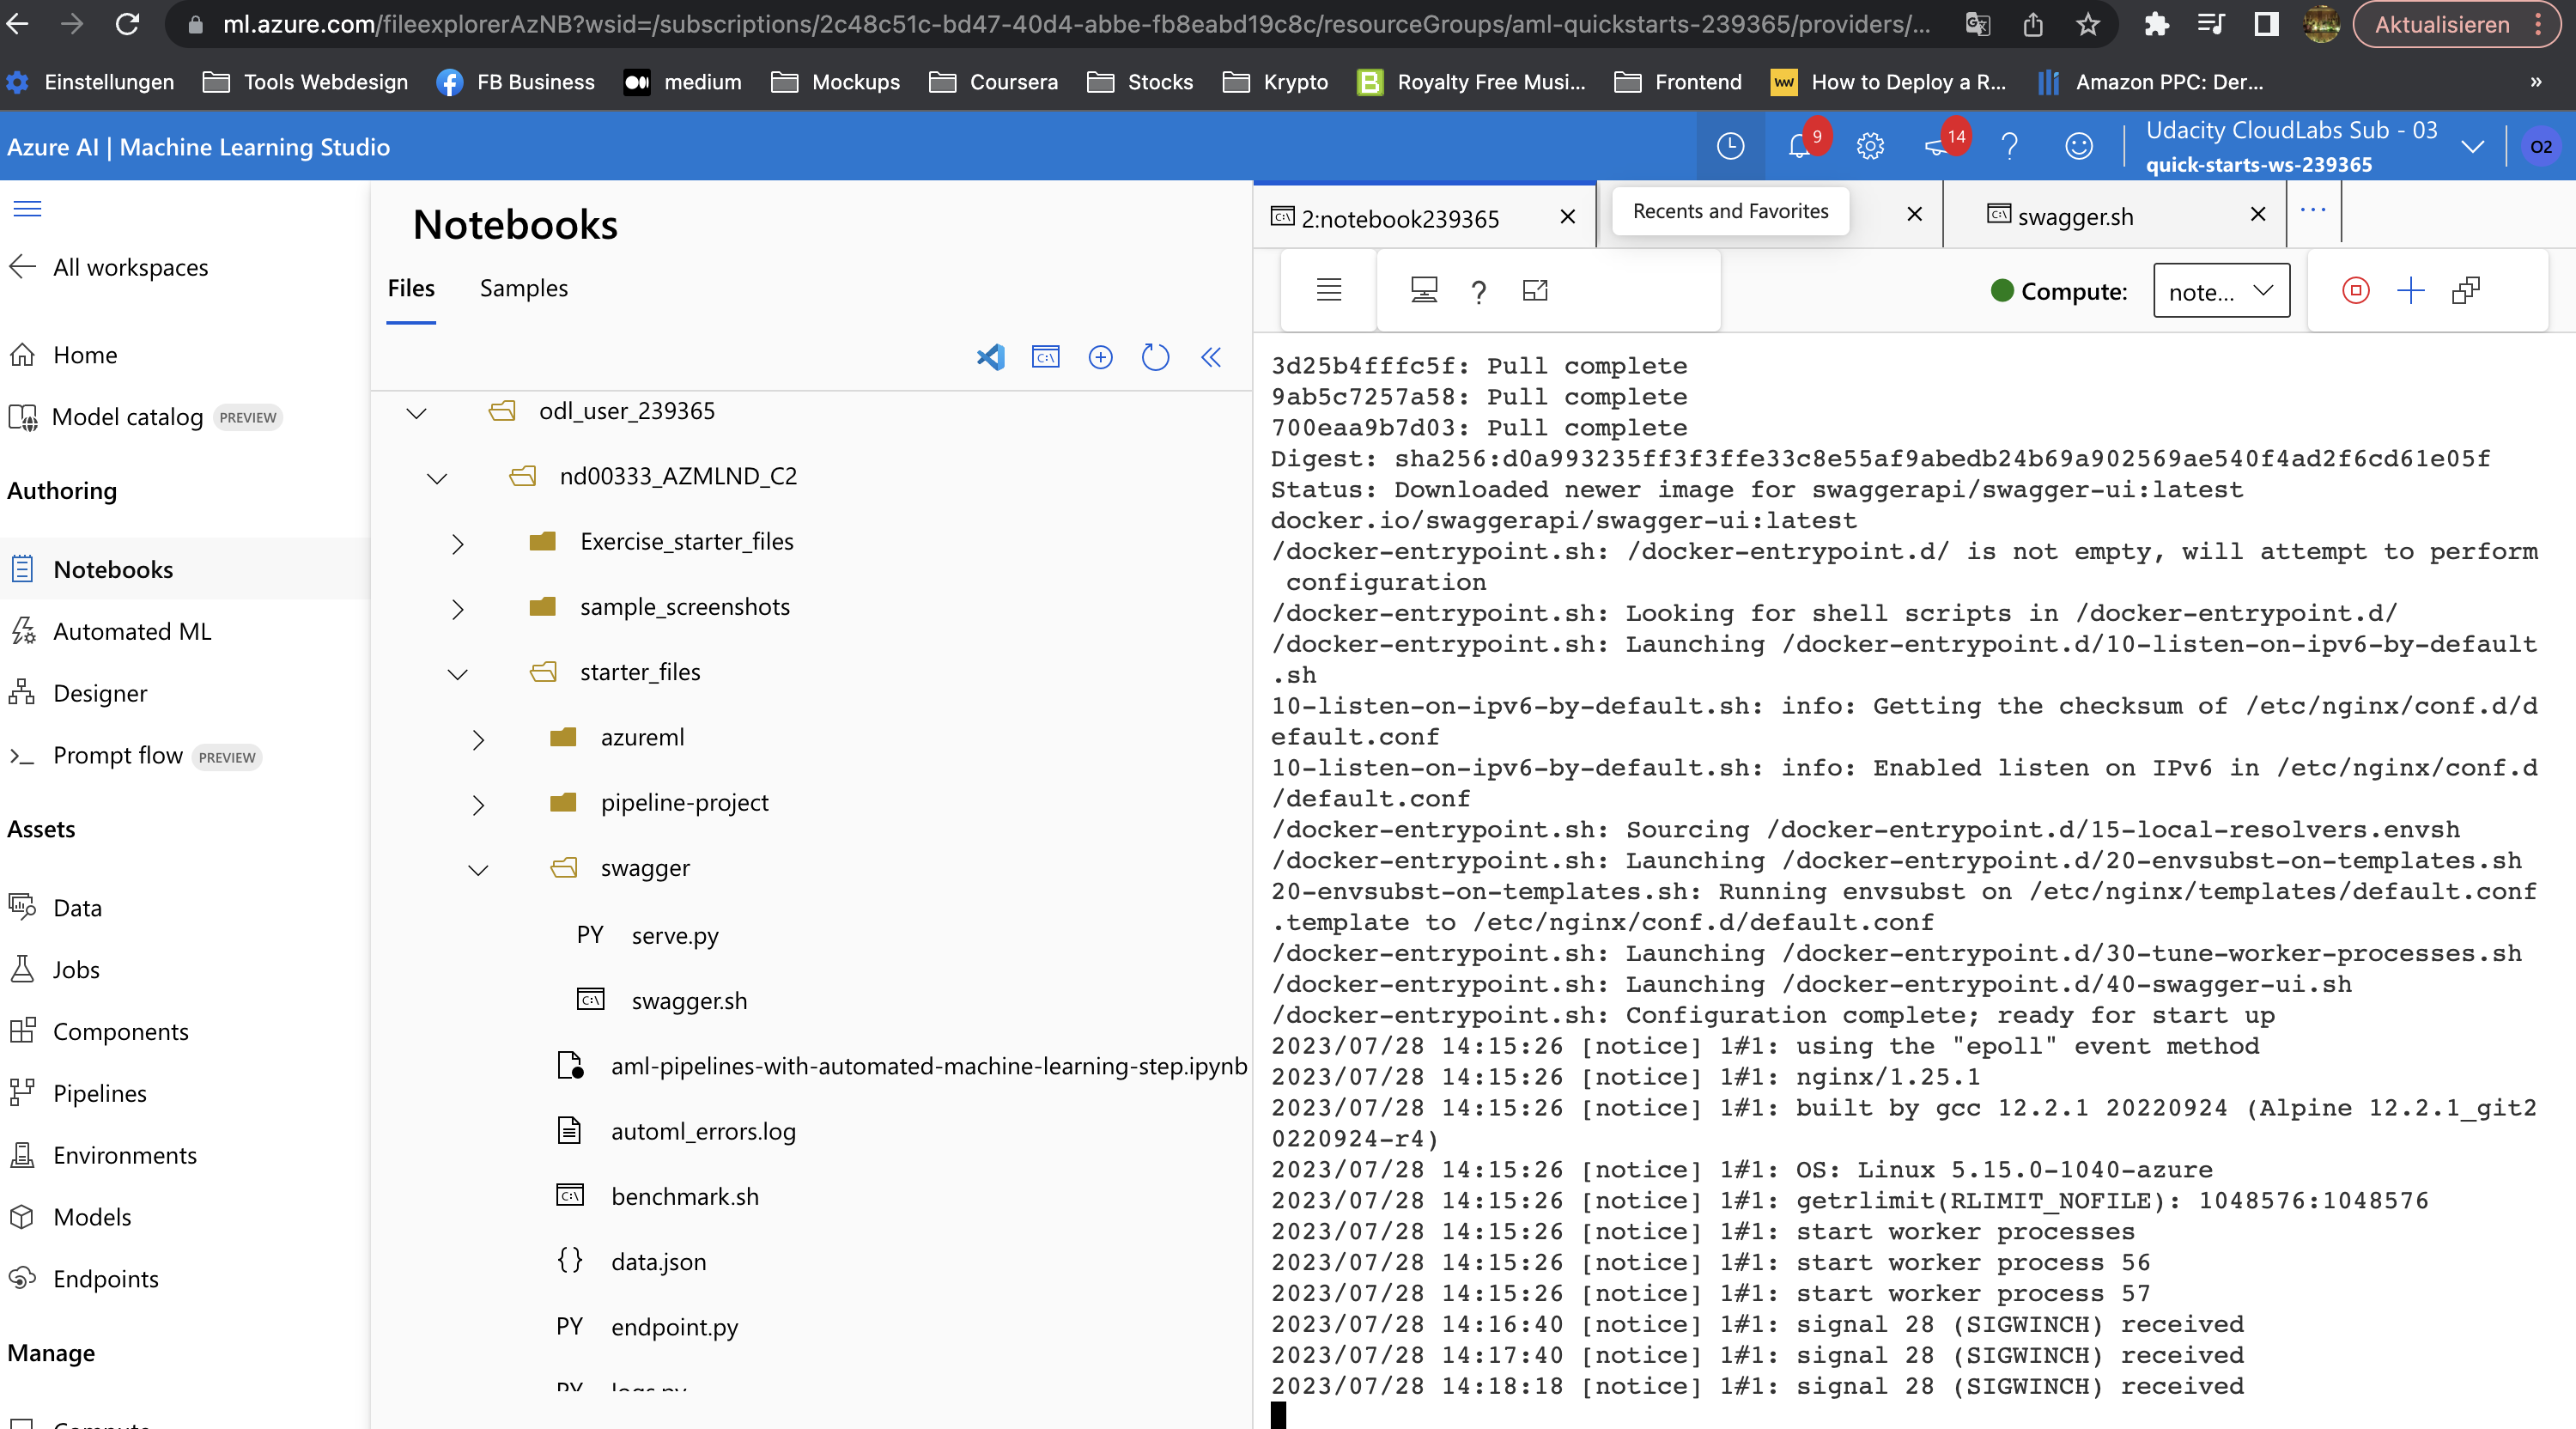 ml.azure.com/fileexplorerAzNB?wsid=/subscriptions/2c48c51c-bd47-40d4-abbe-fb8eabd19c8c/resourceGroups/aml-quickstarts-239365/providers/...
Aktualisieren
Einstellungen
Tools Webdesign
FB Business
medium
Mockups
Coursera
Stocks
Krypto
Royalty Free Musi...
Frontend
ww
How to Deploy a R...
Amazon PPC: Der...
»
Azure AI | Machine Learning Studio
9
14
Udacity CloudLabs Sub - 03
quick-starts-ws-239365
O2
All workspaces
Home
Model catalog PREVIEW
Authoring
Notebooks
Automated ML
Designer
Prompt flow PREVIEW
Assets
Data
Jobs
Components
Pipelines
Environments
Models
Endpoints
Manage
Compute
Notebooks
Files
Samples
odl_user_239365
nd00333_AZMLND_C2
Exercise_starter_files
sample_screenshots
starter_files
azureml
pipeline-project
swagger
PY serve.py
swagger.sh
aml-pipelines-with-automated-machine-learning-step.ipynb
automl_errors.log
benchmark.sh
{} data.json
PY endpoint.py
PY logs.py
2:notebook239365
Recents and Favorites
swagger.sh
...
Compute:
note...
3d25b4fffc5f: Pull complete
9ab5c7257a58: Pull complete
700eaa9b7d03: Pull complete
Digest: sha256:d0a993235ff3f3ffe33c8e55af9abedb24b69a902569ae540f4ad2f6cd61e05f
Status: Downloaded newer image for swaggerapi/swagger-ui:latest
docker.io/swaggerapi/swagger-ui:latest
/docker-entrypoint.sh: /docker-entrypoint.d/ is not empty, will attempt to perform
configuration
/docker-entrypoint.sh: Looking for shell scripts in /docker-entrypoint.d/
/docker-entrypoint.sh: Launching /docker-entrypoint.d/10-listen-on-ipv6-by-default
.sh
10-listen-on-ipv6-by-default.sh: info: Getting the checksum of /etc/nginx/conf.d/d
efault.conf
10-listen-on-ipv6-by-default.sh: info: Enabled listen on IPv6 in /etc/nginx/conf.d
/default.conf
/docker-entrypoint.sh: Sourcing /docker-entrypoint.d/15-local-resolvers.envsh
/docker-entrypoint.sh: Launching /docker-entrypoint.d/20-envsubst-on-templates.sh
20-envsubst-on-templates.sh: Running envsubst on /etc/nginx/templates/default.conf
.template to /etc/nginx/conf.d/default.conf
/docker-entrypoint.sh: Launching /docker-entrypoint.d/30-tune-worker-processes.sh
/docker-entrypoint.sh: Launching /docker-entrypoint.d/40-swagger-ui.sh
/docker-entrypoint.sh: Configuration complete; ready for start up
2023/07/28 14:15:26 [notice] 1#1: using the "epoll" event method
2023/07/28 14:15:26 [notice] 1#1: nginx/1.25.1
2023/07/28 14:15:26 [notice] 1#1: built by gcc 12.2.1 20220924 (Alpine 12.2.1_git2
0220924-r4)
2023/07/28 14:15:26 [notice] 1#1: OS: Linux 5.15.0-1040-azure
2023/07/28 14:15:26 [notice] 1#1: getrlimit(RLIMIT_NOFILE): 1048576:1048576
2023/07/28 14:15:26 [notice] 1#1: start worker processes
2023/07/28 14:15:26 [notice] 1#1: start worker process 56
2023/07/28 14:15:26 [notice] 1#1: start worker process 57
2023/07/28 14:16:40 [notice] 1#1: signal 28 (SIGWINCH) received
2023/07/28 14:17:40 [notice] 1#1: signal 28 (SIGWINCH) received
2023/07/28 14:18:18 [notice] 1#1: signal 28 (SIGWINCH) received